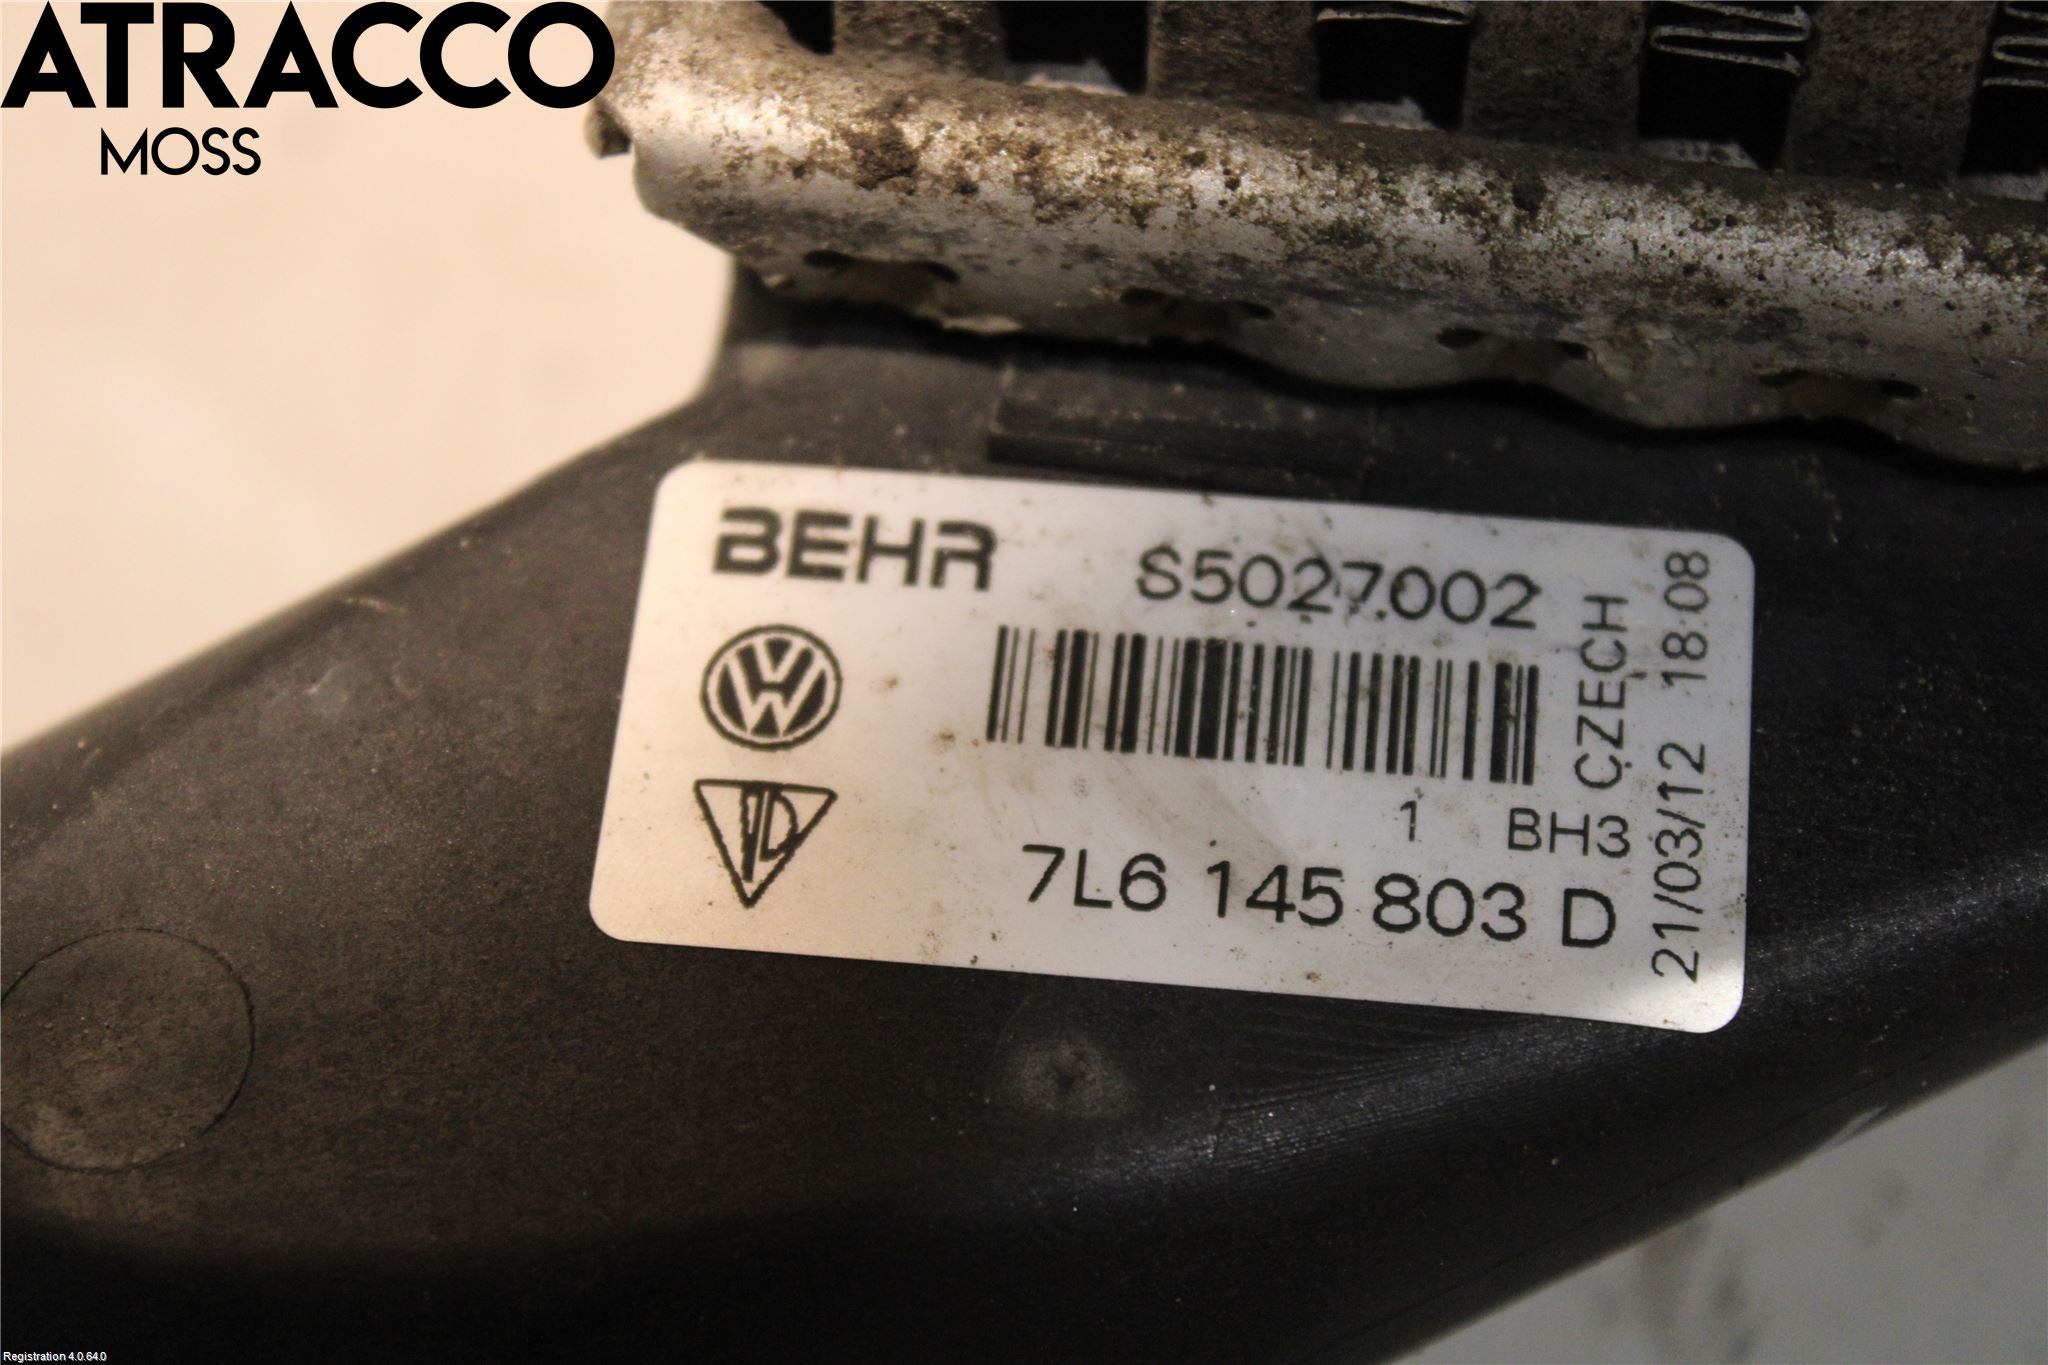 ATRACCO
MOSS
BEHR
S5027002
CZECH
21/03/12 18:08
1 BH3
7L6 145 803 D
Registration 4.0.64.0